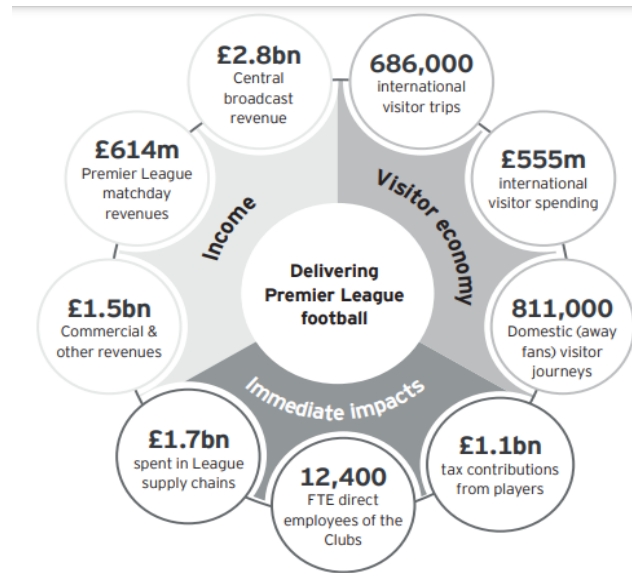 £2.8bn
Central
broadcast
revenue
686,000
international
visitor trips
£614m
Premier League
matchday
revenues
£555m
international
visitor spending
Income
Visitor economy
Delivering
Premier League
football
£1.5bn
Commercial &
other revenues
811,000
Domestic (away
fans) visitor
journeys
Immediate impacts
£1.7bn
spent in League
supply chains
12,400
FTE direct
employees of the
Clubs
£1.1bn
tax contributions
from players